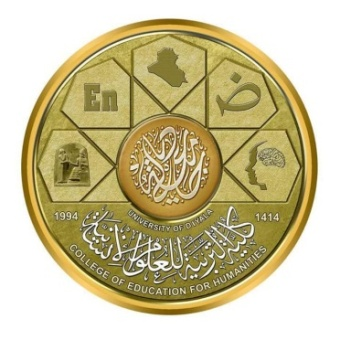 En
ض
1994
UNIVERSITY OF DIYALA
1414
كلية التربية للعلوم الإنسانية
COLLEGE OF EDUCATION FOR HUMANITIES